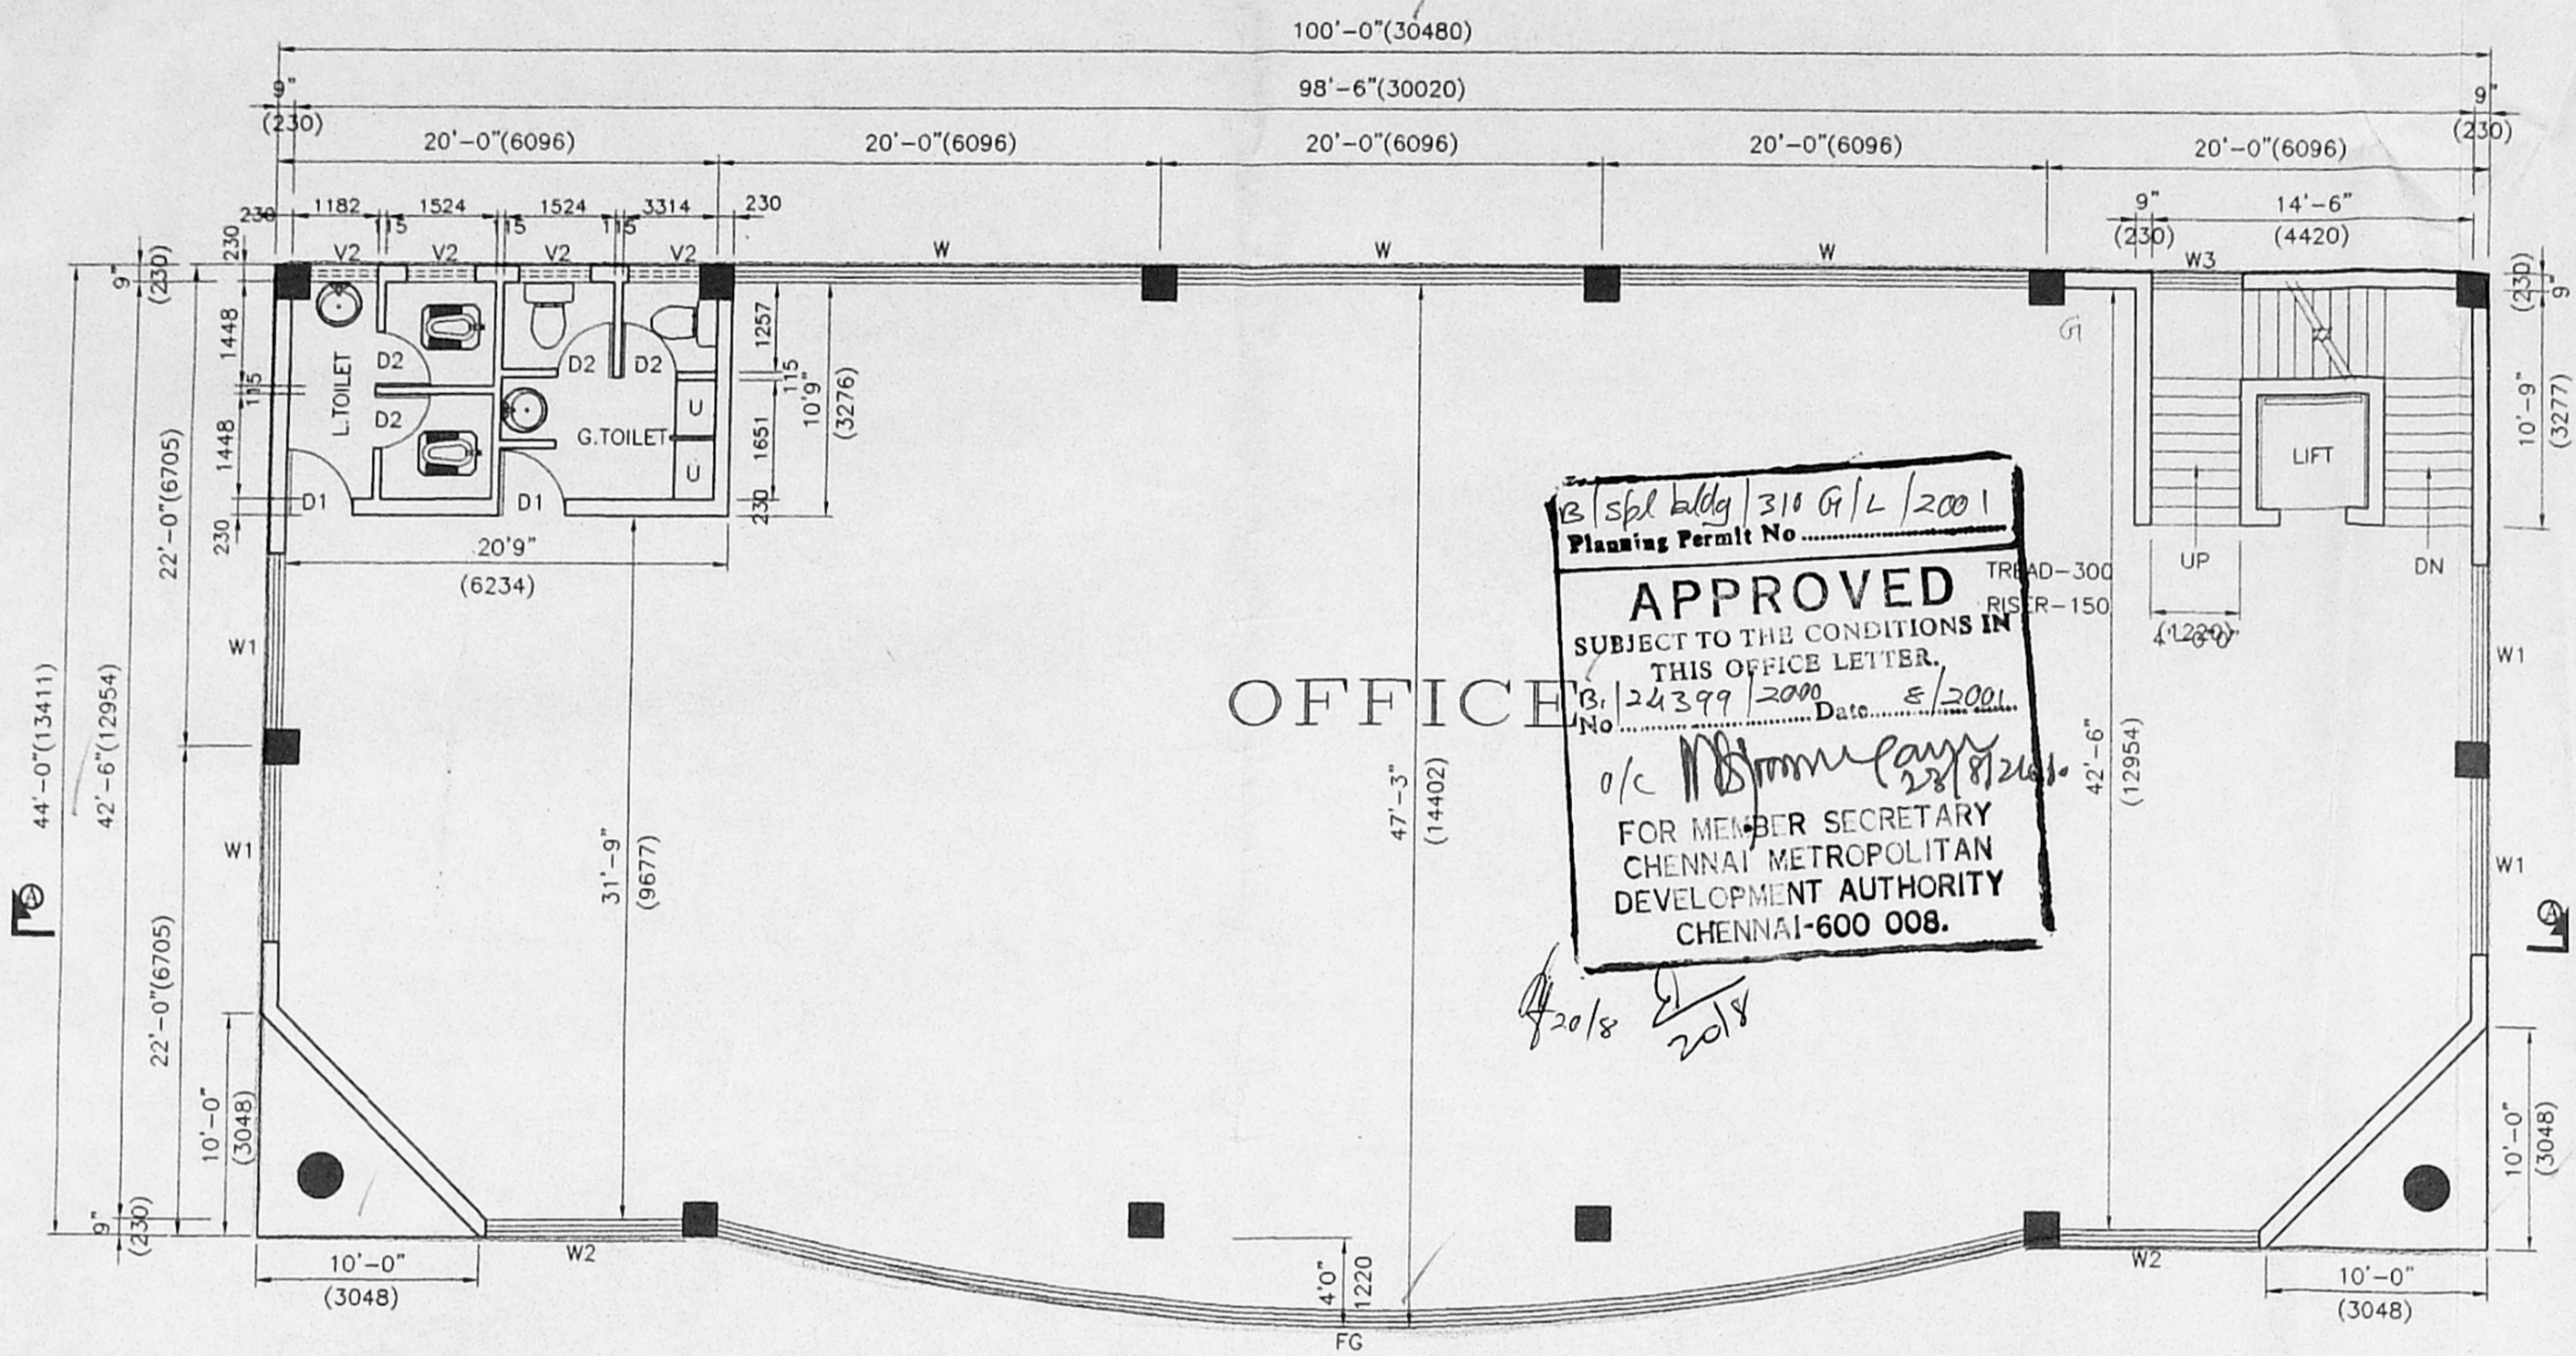 100'-0"(30480)
9"
98'-6"(30020)
9"
(230)
(230)
20'-0"(6096)
20'-0"(6096)
20'-0"(6096)
20'-0"(6096)
20'-0"(6096)
230
1182
115
1524
115
1524
115
3314
230
9"
(230)
14'-6"
(4420)
V2
V2
V2
V2
W
W
W
W3
9"
(230)
230
1448
115
1448
230
L.TOILET
D2
D2
D1
D2
D2
G.TOILET
U
U
D1
1257
115
1651
230
10'9"
(3276)
20'9"
(6234)
G
LIFT
UP
DN
TREAD-300
RISER-150
(1220)
(230)
9"
10'-9"
(3277)
44'-0"(13411)
42'-6"(12954)
22'-0"(6705)
22'-0"(6705)
W1
W1
W1
W1
A
A
31'-9"
(9677)
OFFICE
47'-3"
(14402)
42'-6"
(12954)
B/Spl bldg/310 G/L/2001
Planning Permit No
APPROVED
SUBJECT TO THE CONDITIONS IN
THIS OFFICE LETTER.
B1/24399/2000 8/2001
No Date
o/c
FOR MEMBER SECRETARY
CHENNAI METROPOLITAN
DEVELOPMENT AUTHORITY
CHENNAI-600 008.
20/8
20/8
10'-0"
(3048)
9"
(230)
10'-0"
(3048)
W2
4'0"
1220
FG
W2
10'-0"
(3048)
10'-0"
(3048)